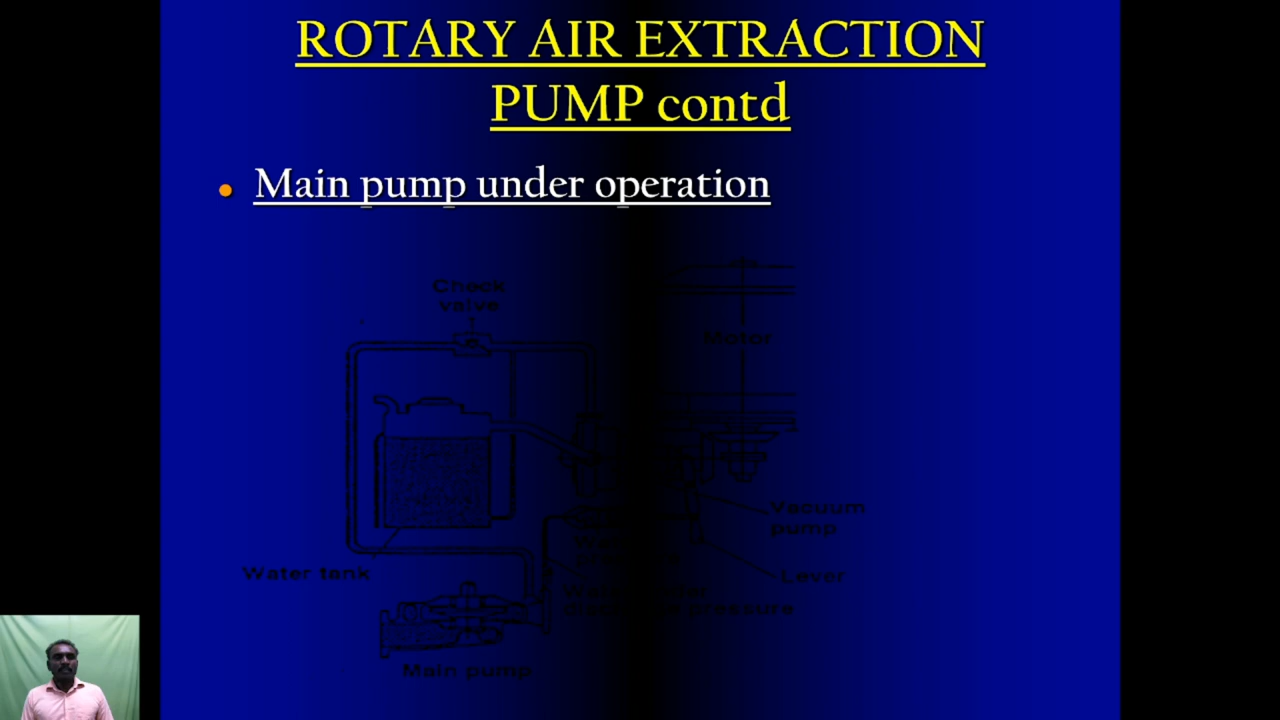 ROTARY AIR EXTRACTION
PUMP contd
• Main pump under operation
Check
valve
Motor
Vacuum
pump
Water tank
Lever
pressure
Main pump